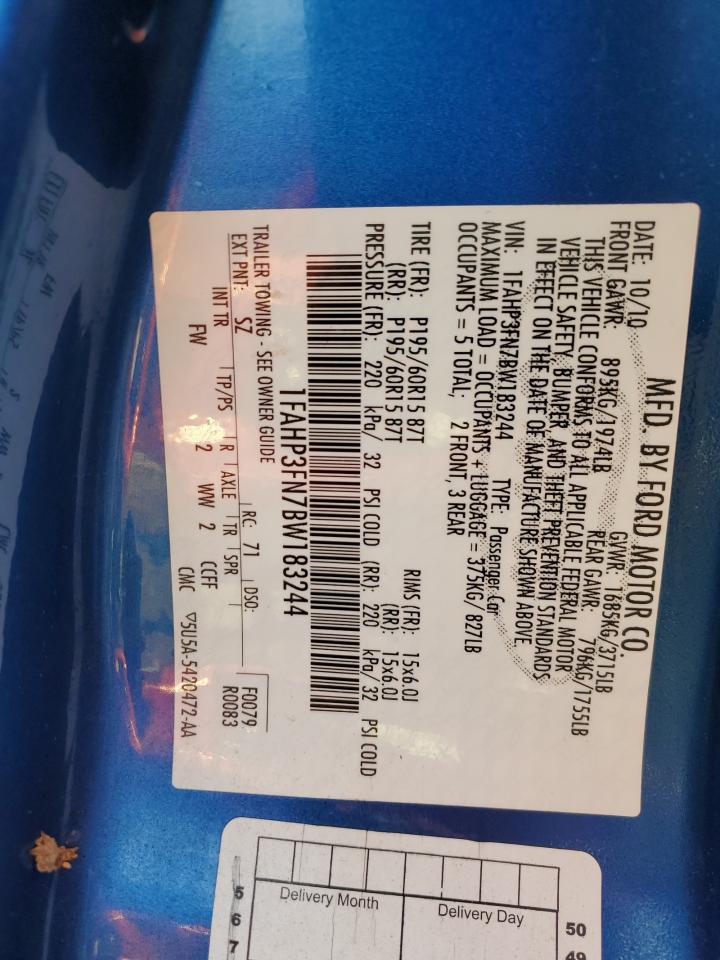 MFD. BY FORD MOTOR CO.
DATE: 10/10 GVWR: 1685KG/3715LB
FRONT GAWR: 895KG/1974LB REAR GAWR: 796KG/1755LB
THIS VEHICLE CONFORMS TO ALL APPLICABLE FEDERAL MOTOR
VEHICLE SAFETY, BUMPER, AND THEFT PREVENTION STANDARDS
IN EFFECT ON THE DATE OF MANUFACTURE SHOWN ABOVE.
VIN: 1FAHP3FN7BW183244 TYPE: Passenger Car
MAXIMUM LOAD = OCCUPANTS + LUGGAGE = 375KG/ 827LB
OCCUPANTS = 5 TOTAL; 2 FRONT, 3 REAR
TIRE (FR): P195/60R15 87T RIMS (FR): 15x6.0J
(RR): P195/60R15 87T (RR): 15x6.0J
PRESSURE (FR): 220 kPa/ 32 PSI COLD (RR): 220 kPa/ 32 PSI COLD
1FAHP3FN7BW183244
TRAILER TOWING - SEE OWNER GUIDE
EXT PNT: SZ RC: 71 DSO: F0079
R0083
INT TR TP/PS R AXLE TR SPR
FW 2 WW 2 CCFF
CMC 5U5A-5420472-AA
Delivery Month
Delivery Day
5
6
7
50
49